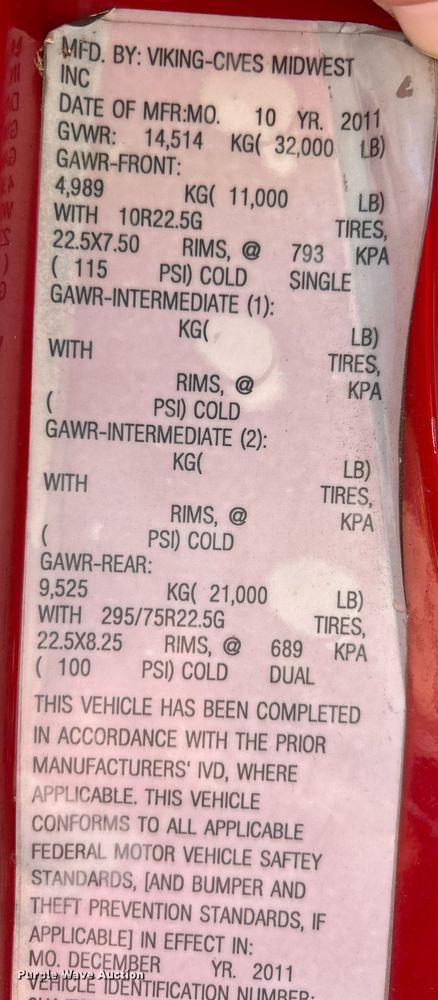 MFD. BY: VIKING-CIVES MIDWEST
INC
DATE OF MFR:MO. 10 YR. 2011
GVWR: 14,514 KG( 32,000 LB)
GAWR-FRONT:
4,989 KG( 11,000 LB)
WITH 10R22.5G TIRES,
22.5X7.50 RIMS, @ 793 KPA
( 115 PSI) COLD SINGLE
GAWR-INTERMEDIATE (1):
KG( LB)
WITH TIRES,
RIMS, @ KPA
( PSI) COLD
GAWR-INTERMEDIATE (2):
KG( LB)
WITH TIRES,
RIMS, @ KPA
( PSI) COLD
GAWR-REAR:
9,525 KG( 21,000 LB)
WITH 295/75R22.5G TIRES,
22.5X8.25 RIMS, @ 689 KPA
( 100 PSI) COLD DUAL
THIS VEHICLE HAS BEEN COMPLETED
IN ACCORDANCE WITH THE PRIOR
MANUFACTURERS' IVD, WHERE
APPLICABLE. THIS VEHICLE
CONFORMS TO ALL APPLICABLE
FEDERAL MOTOR VEHICLE SAFTEY
STANDARDS, [AND BUMPER AND
THEFT PREVENTION STANDARDS, IF
APPLICABLE] IN EFFECT IN:
MO. DECEMBER YR. 2011
VEHICLE IDENTIFICATION NUMBER:
Purple Wave Auction